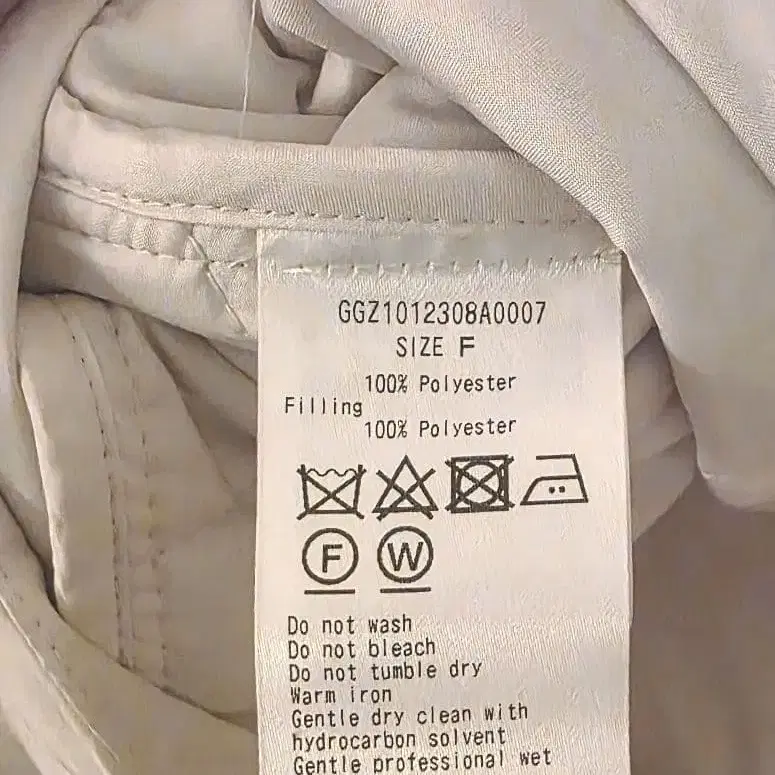 GGZ1012308A0007
SIZE F
100% Polyester
Filling
100% Polyester
F W
Do not wash
Do not bleach
Do not tumble dry
Warm iron
Gentle dry clean with
hydrocarbon solvent
Gentle professional wet